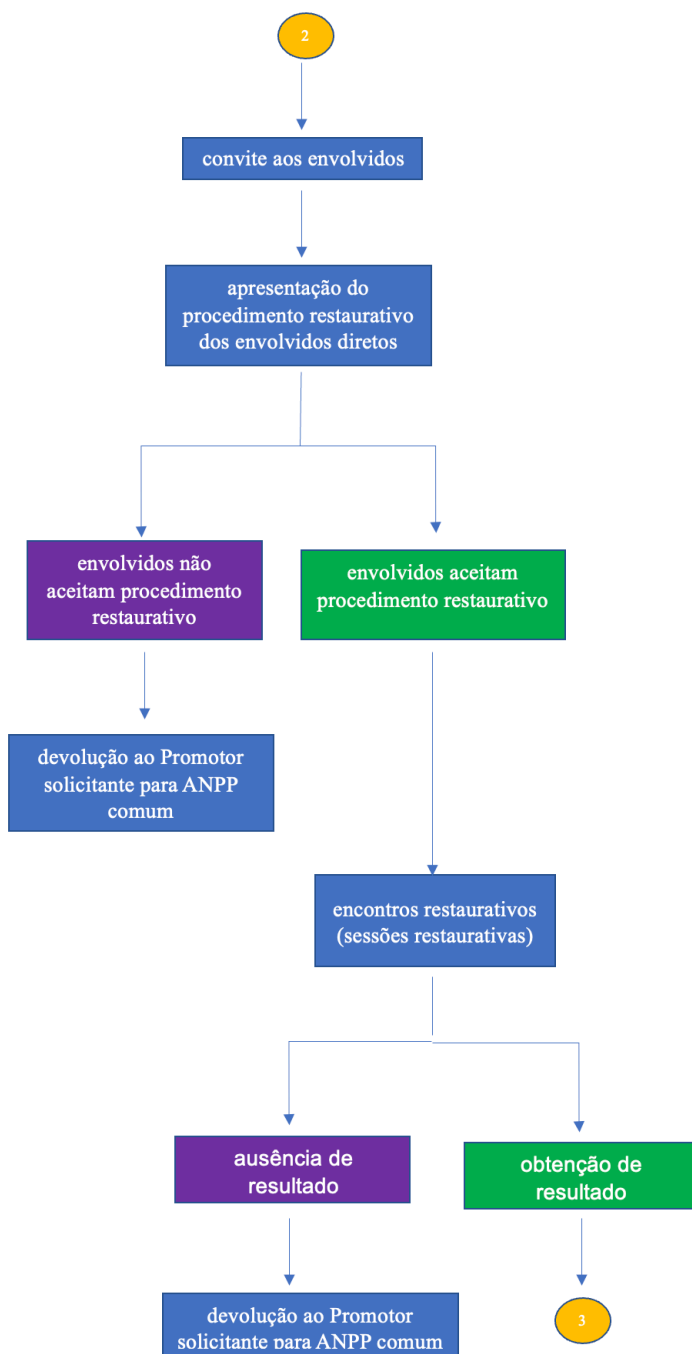 2
convite aos envolvidos
apresentação do
procedimento restaurativo
dos envolvidos diretos
envolvidos não
aceitam procedimento
restaurativo
envolvidos aceitam
procedimento restaurativo
devolução ao Promotor
solicitante para ANPP
comum
encontros restaurativos
(sessões restaurativas)
ausência de
resultado
obtenção de
resultado
devolução ao Promotor
solicitante para ANPP comum
3